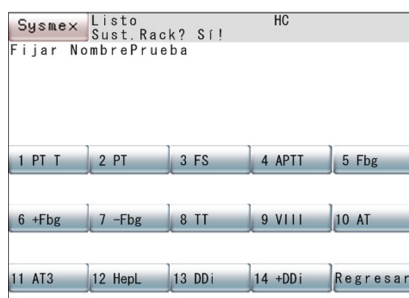 Sysmex Listo HC
Sust.Rack? Sí!
Fijar NombrePrueba
1 PT T 2 PT 3 FS 4 APTT 5 Fbg
6 +Fbg 7 -Fbg 8 TT 9 VIII 10 AT
11 AT3 12 HepL 13 DDi 14 +DDi Regresar